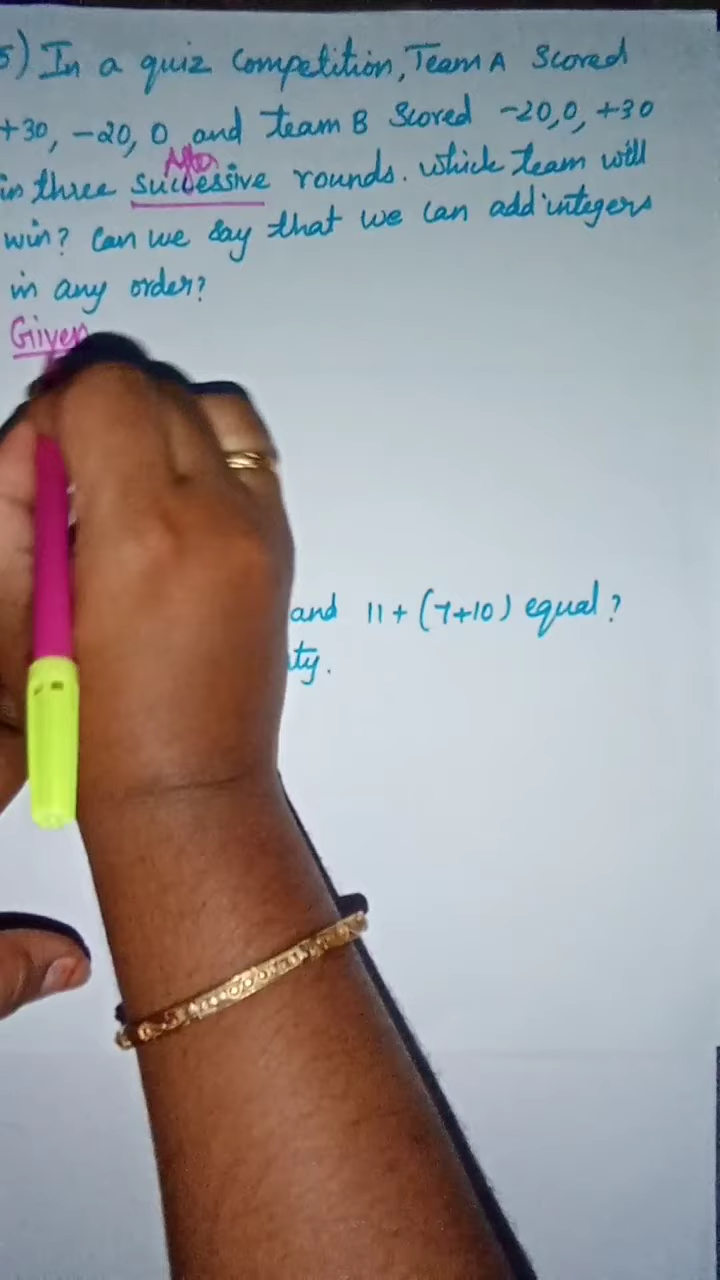 5) In a quiz Competition, Team A Scored
+30, -20, 0 and team B Scored -20, 0, +30
After
in three successive rounds. which team will
win? Can we say that we can add integers
in any order?
Given
and 11 + (7+10) equal?
ty.